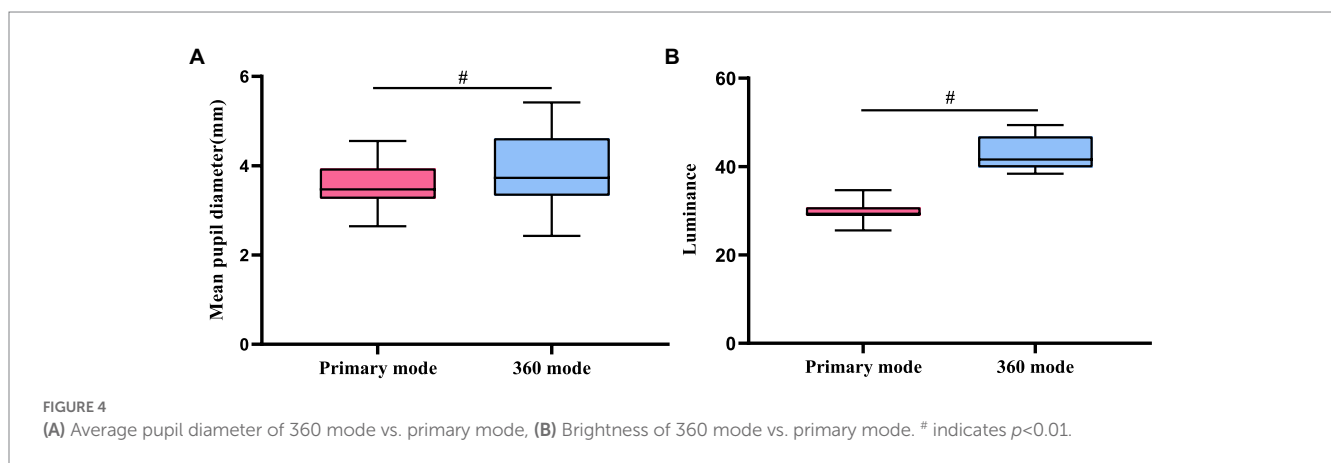 A
B
#
#
6
4
2
0
Mean pupil diameter(mm)
Primary mode
360 mode
60
40
20
0
Luminance
Primary mode
360 mode
FIGURE 4
(A) Average pupil diameter of 360 mode vs. primary mode, (B) Brightness of 360 mode vs. primary mode. # indicates p<0.01.